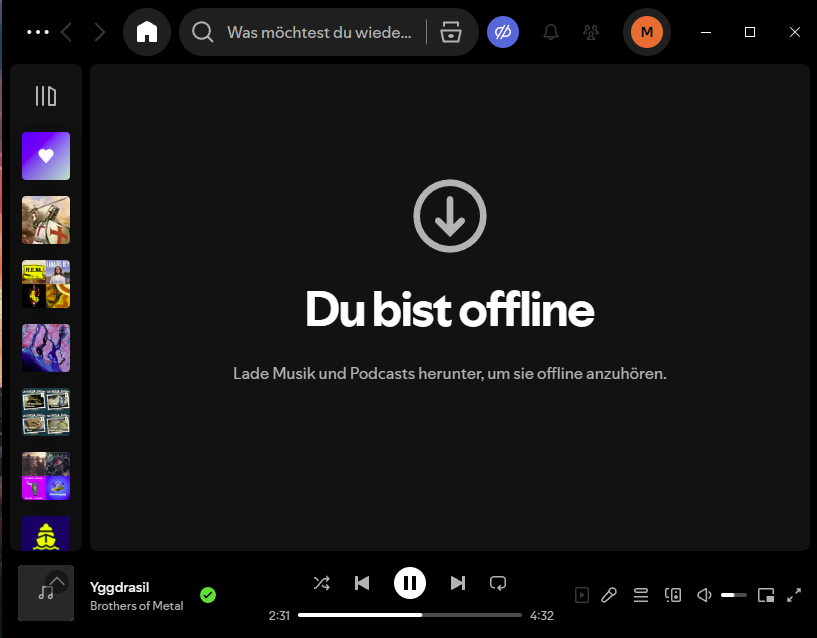 Was möchtest du wiede...
M
R.E.M.
Du bist offline
Lade Musik und Podcasts herunter, um sie offline anzuhören.
Yggdrasil
Brothers of Metal
2:31
4:32